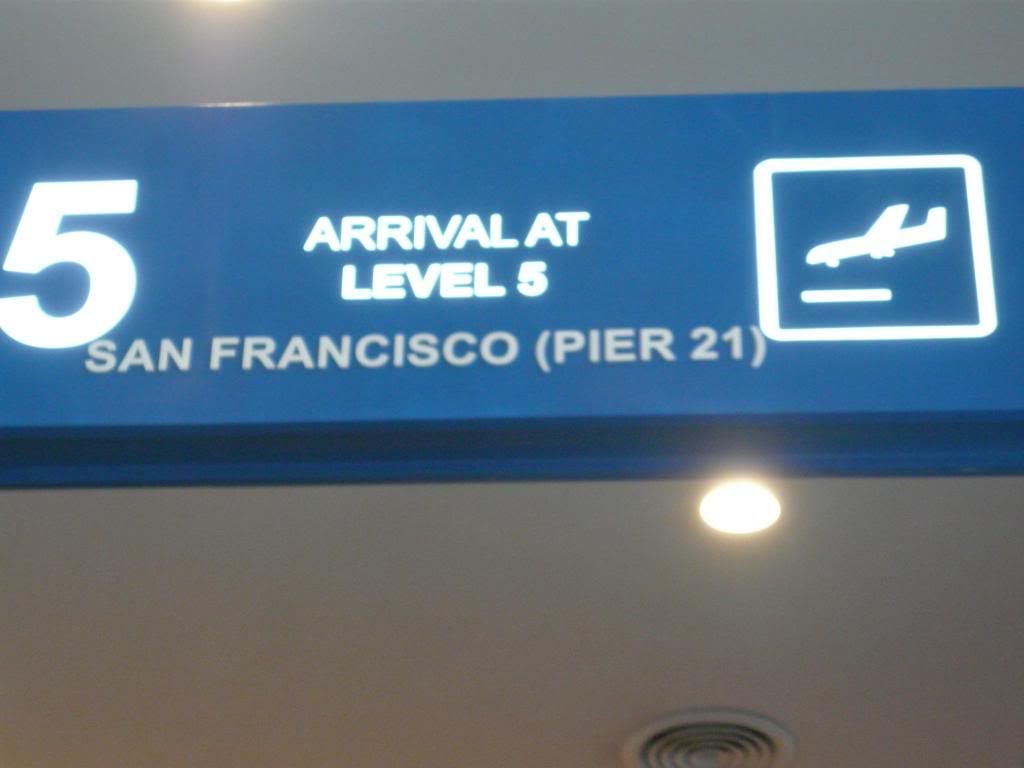 5
ARRIVAL AT
LEVEL 5
SAN FRANCISCO (PIER 21)